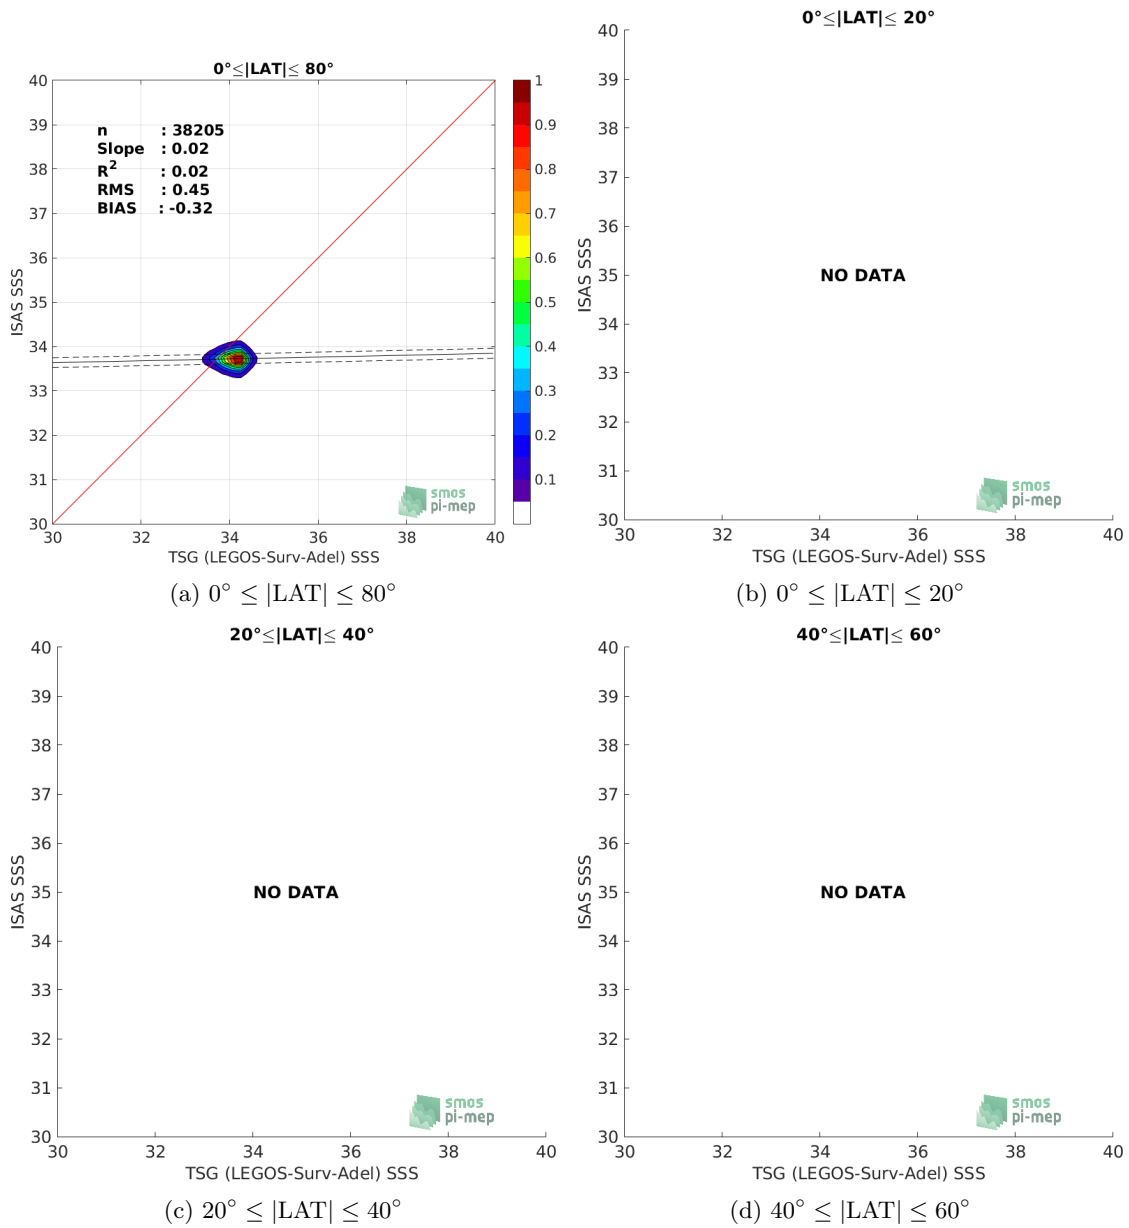 0°≤|LAT|≤ 80°
40
39
38
37
36
35
34
33
32
31
30
n : 38205
Slope : 0.02
R2 : 0.02
RMS : 0.45
BIAS : -0.32
ISAS SSS
1
0.9
0.8
0.7
0.6
0.5
0.4
0.3
0.2
0.1
smos
pi-mep
30 32 34 36 38 40
TSG (LEGOS-Surv-Adel) SSS
(a) 0° ≤ |LAT| ≤ 80°
0°≤|LAT|≤ 20°
40
39
38
37
36
35
34
33
32
31
30
ISAS SSS
NO DATA
smos
pi-mep
30 32 34 36 38 40
TSG (LEGOS-Surv-Adel) SSS
(b) 0° ≤ |LAT| ≤ 20°
20°≤|LAT|≤ 40°
40
39
38
37
36
35
34
33
32
31
30
ISAS SSS
NO DATA
smos
pi-mep
30 32 34 36 38 40
TSG (LEGOS-Surv-Adel) SSS
(c) 20° ≤ |LAT| ≤ 40°
40°≤|LAT|≤ 60°
40
39
38
37
36
35
34
33
32
31
30
ISAS SSS
NO DATA
smos
pi-mep
30 32 34 36 38 40
TSG (LEGOS-Surv-Adel) SSS
(d) 40° ≤ |LAT| ≤ 60°